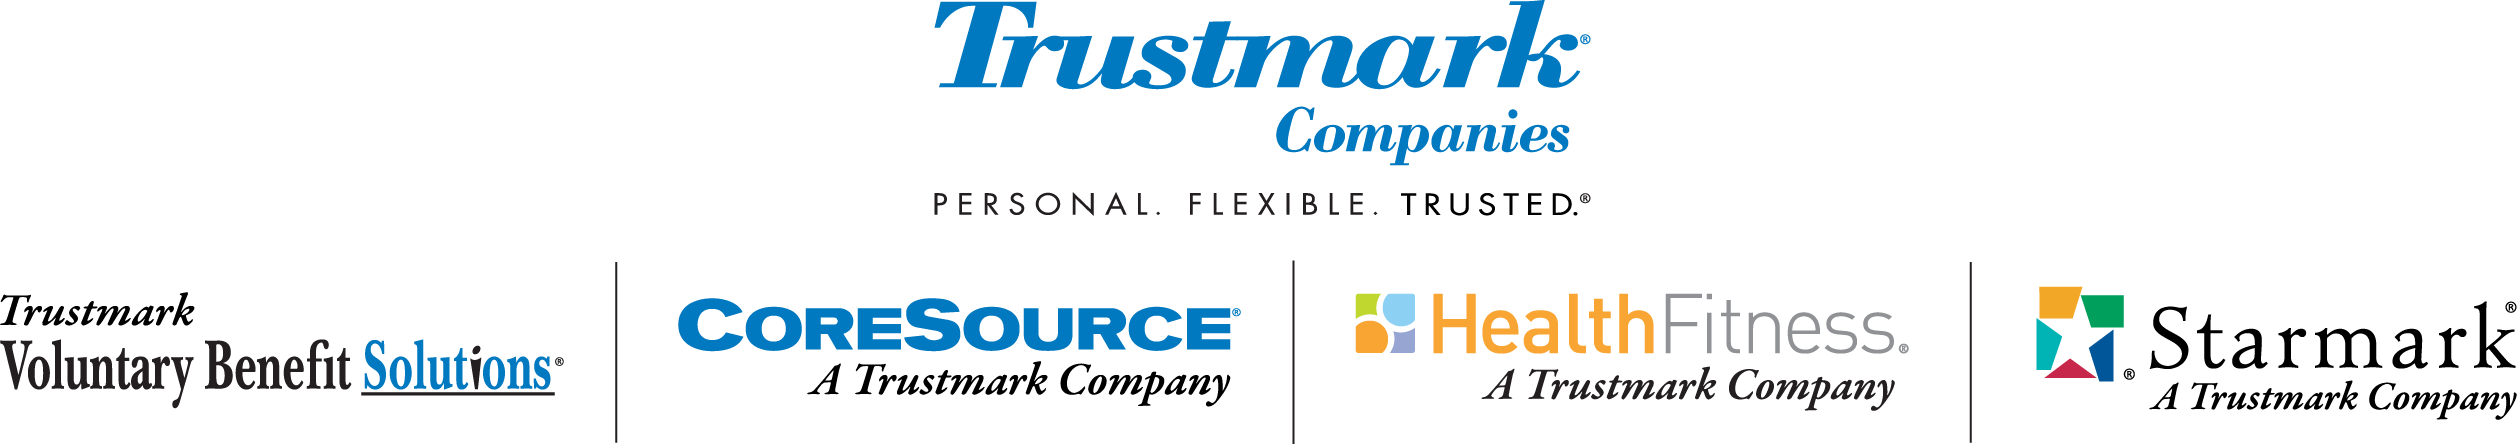 Trustmark®
Companies
PERSONAL. FLEXIBLE. TRUSTED.®
Trustmark
Voluntary Benefit Solutions®
CORESOURCE®
A Trustmark Company
HealthFitness®
A Trustmark Company
®
Starmark®
A Trustmark Company